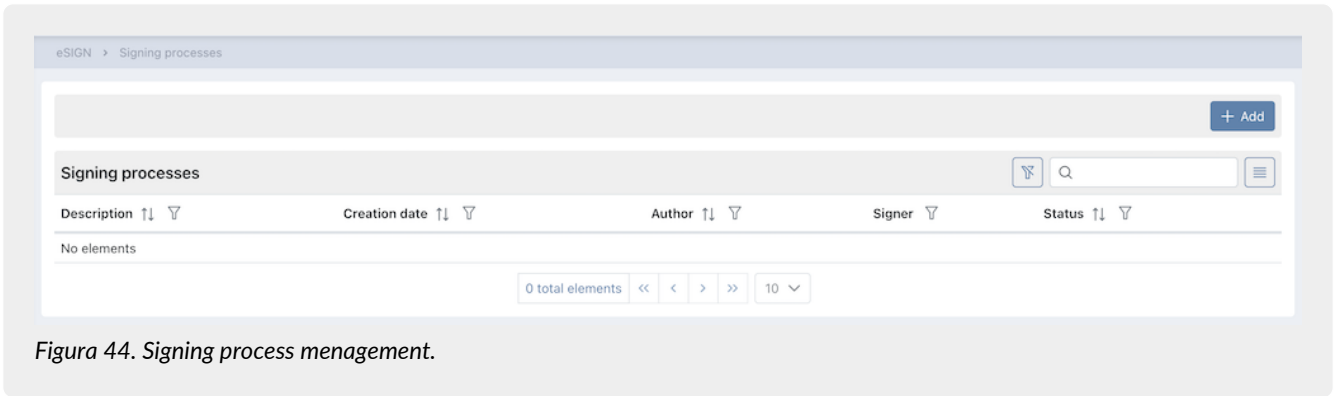 eSIGN > Signing processes
+ Add
Signing processes
Description Creation date Author Signer Status
No elements
0 total elements << < > >> 10
Figura 44. Signing process menagement.